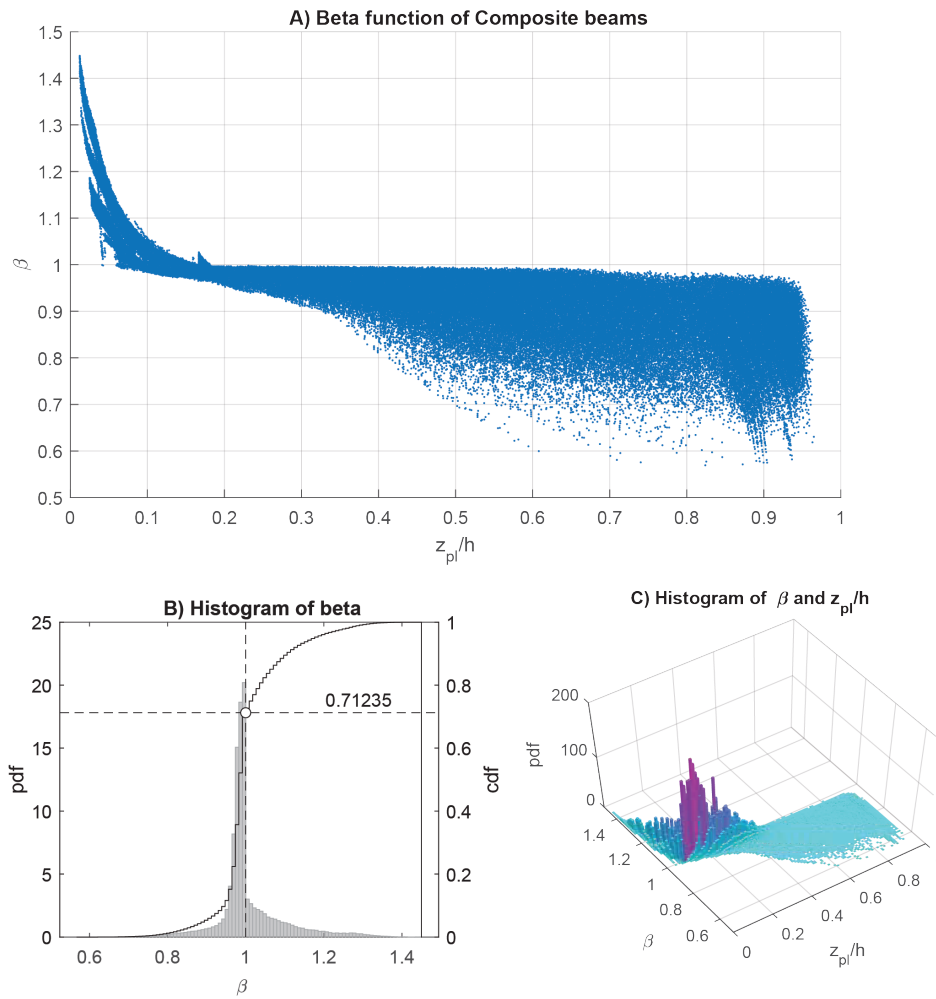 A) Beta function of Composite beams
1.5
1.4
1.3
1.2
1.1
1
0.9
0.8
0.7
0.6
0.5
β
0 0.1 0.2 0.3 0.4 0.5 0.6 0.7 0.8 0.9 1
z_pl/h
B) Histogram of beta
25
20
15
10
5
0
pdf
0.71235
1
0.8
0.6
0.4
0.2
0
cdf
0.6 0.8 1 1.2 1.4
β
C) Histogram of β and z_pl/h
200
100
0
pdf
1.4
1.2
1
0.8
0.6
β
0
0.2
0.4
0.6
0.8
z_pl/h